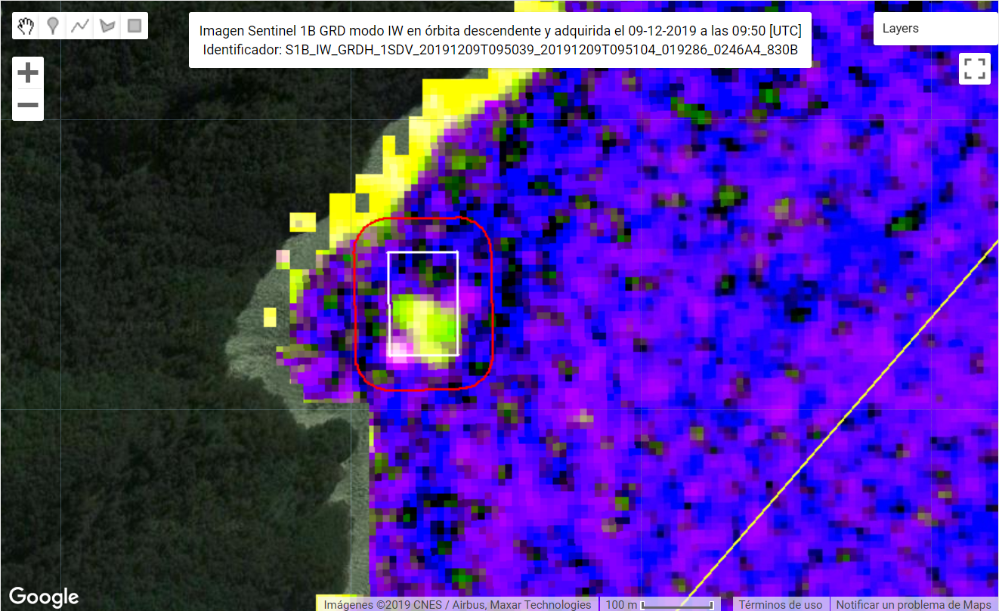 Imagen Sentinel 1B GRD modo IW en órbita descendente y adquirida el 09-12-2019 a las 09:50 [UTC]
Identificador: S1B_IW_GRDH_1SDV_20191209T095039_20191209T095104_019286_0246A4_830B
Layers
Google
Imágenes ©2019 CNES / Airbus, Maxar Technologies
100 m
Términos de uso
Notificar un problema de Maps